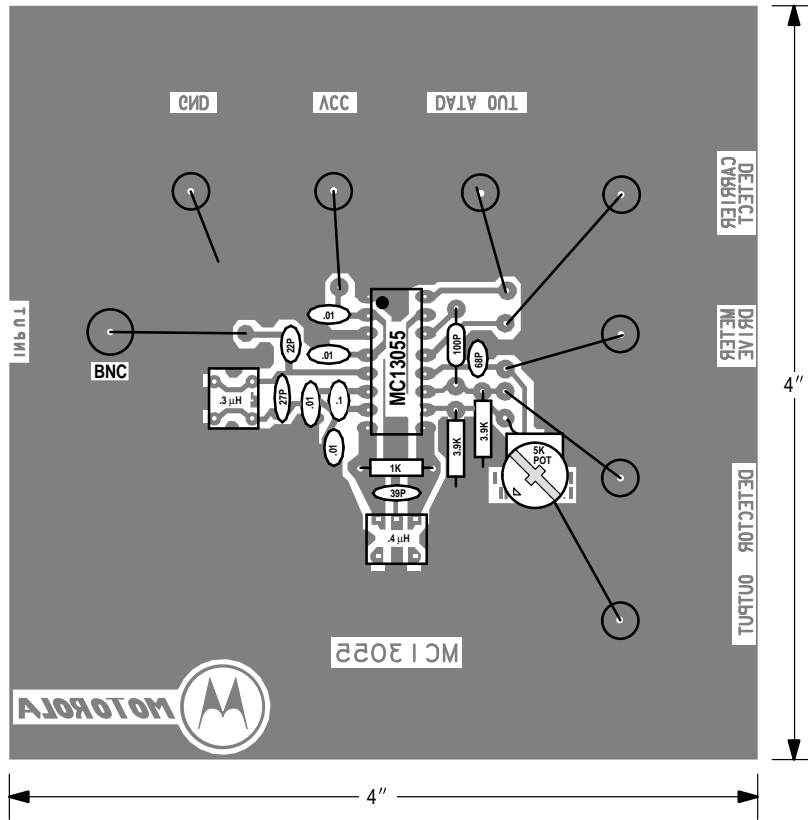 GND VCC DATA OUT
CARRIER
DETECT
INPUT
BNC
METER
DRIVE
MC13055
.01
.01
22P
.3 μH
27P
.01
.1
.01
100P
68P
3.9K
3.9K
1K
39P
.4 μH
5K
POT
DETECTOR OUTPUT
MC13055
MOTOROLA
4″
4″